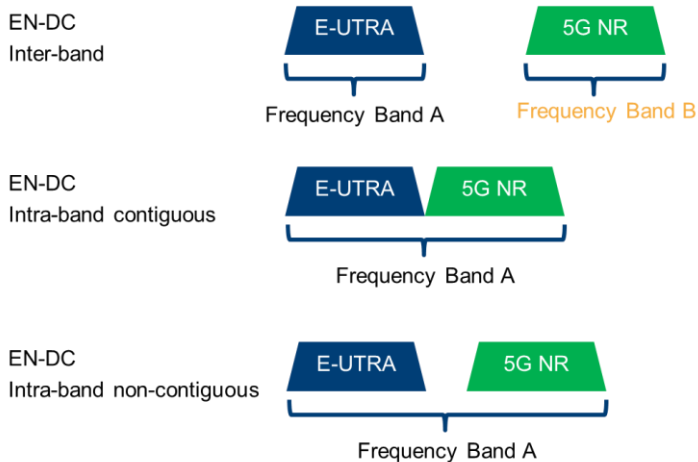 EN-DC
Inter-band
E-UTRA
5G NR
Frequency Band A
Frequency Band B
EN-DC
Intra-band contiguous
E-UTRA
5G NR
Frequency Band A
EN-DC
Intra-band non-contiguous
E-UTRA
5G NR
Frequency Band A